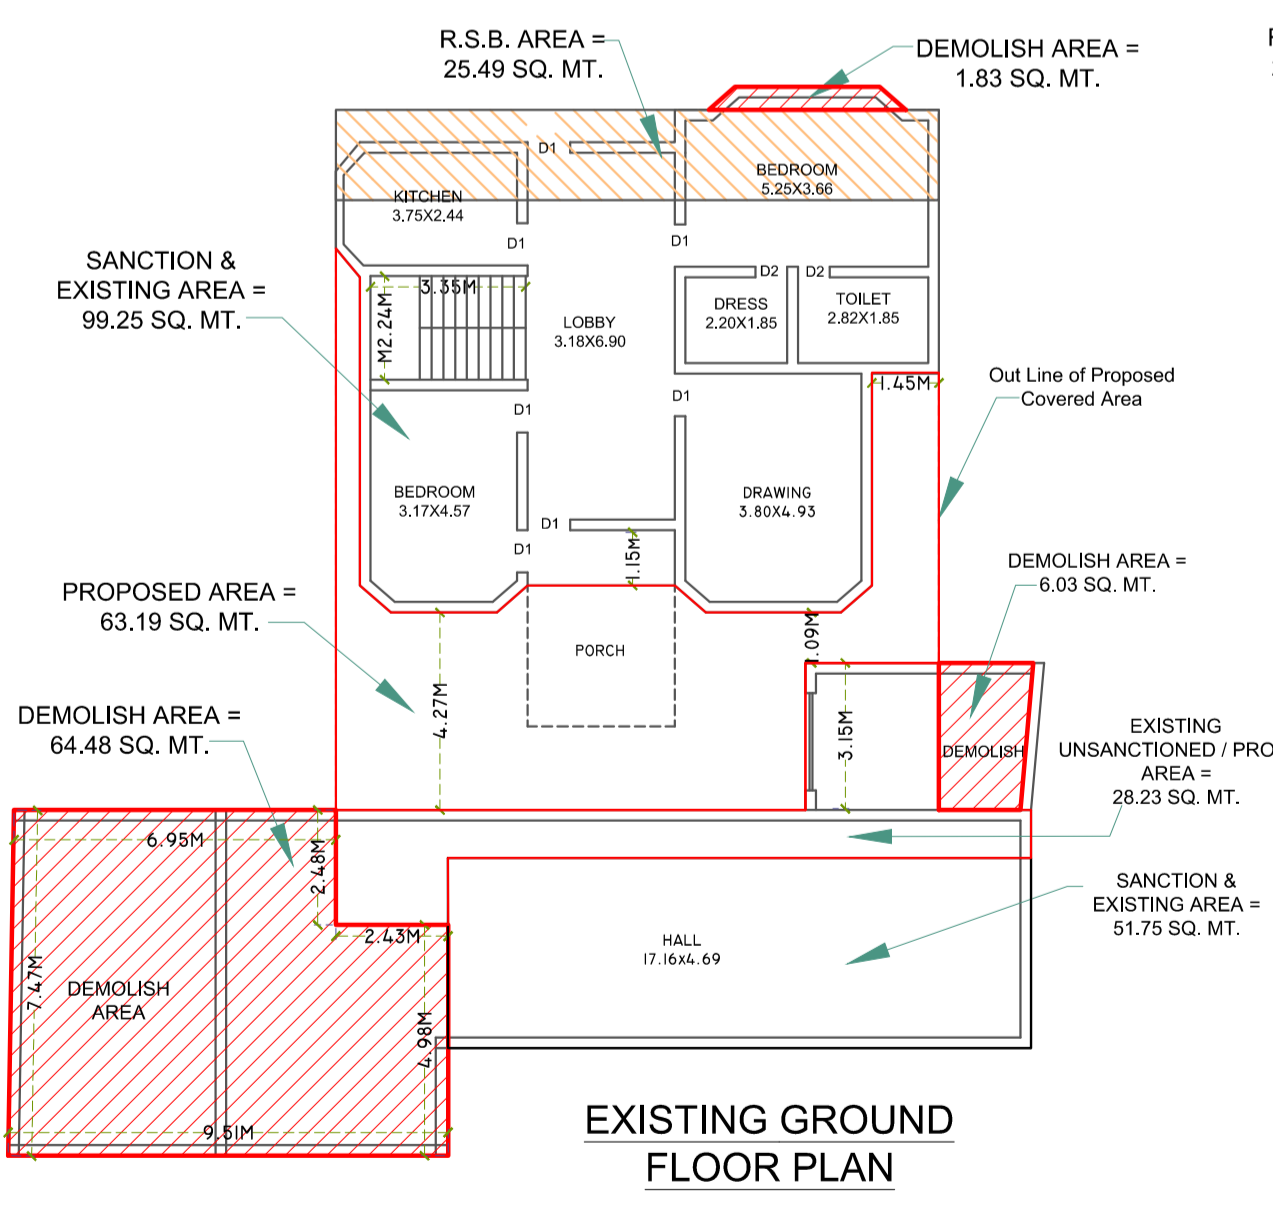 R.S.B. AREA =
25.49 SQ. MT.
DEMOLISH AREA =
1.83 SQ. MT.
D1
BEDROOM
5.25X3.66
KITCHEN
3.75X2.44
D1
D1
SANCTION &
EXISTING AREA =
99.25 SQ. MT.
3.35M
M2.24M
D2
D2
DRESS
2.20X1.85
TOILET
2.82X1.85
LOBBY
3.18X6.90
1.45M
Out Line of Proposed
Covered Area
D1
D1
BEDROOM
3.17X4.57
DRAWING
3.80X4.93
D1
D1
1.15M
DEMOLISH AREA =
6.03 SQ. MT.
PROPOSED AREA =
63.19 SQ. MT.
PORCH
1.09M
4.27M
3.15M
DEMOLISH
DEMOLISH AREA =
64.48 SQ. MT.
EXISTING
UNSANCTIONED / PRO
AREA =
28.23 SQ. MT.
6.95M
2.48M
SANCTION &
EXISTING AREA =
51.75 SQ. MT.
2.43M
HALL
17.16x4.69
7.47M
DEMOLISH
AREA
4.98M
9.51M
EXISTING GROUND
FLOOR PLAN